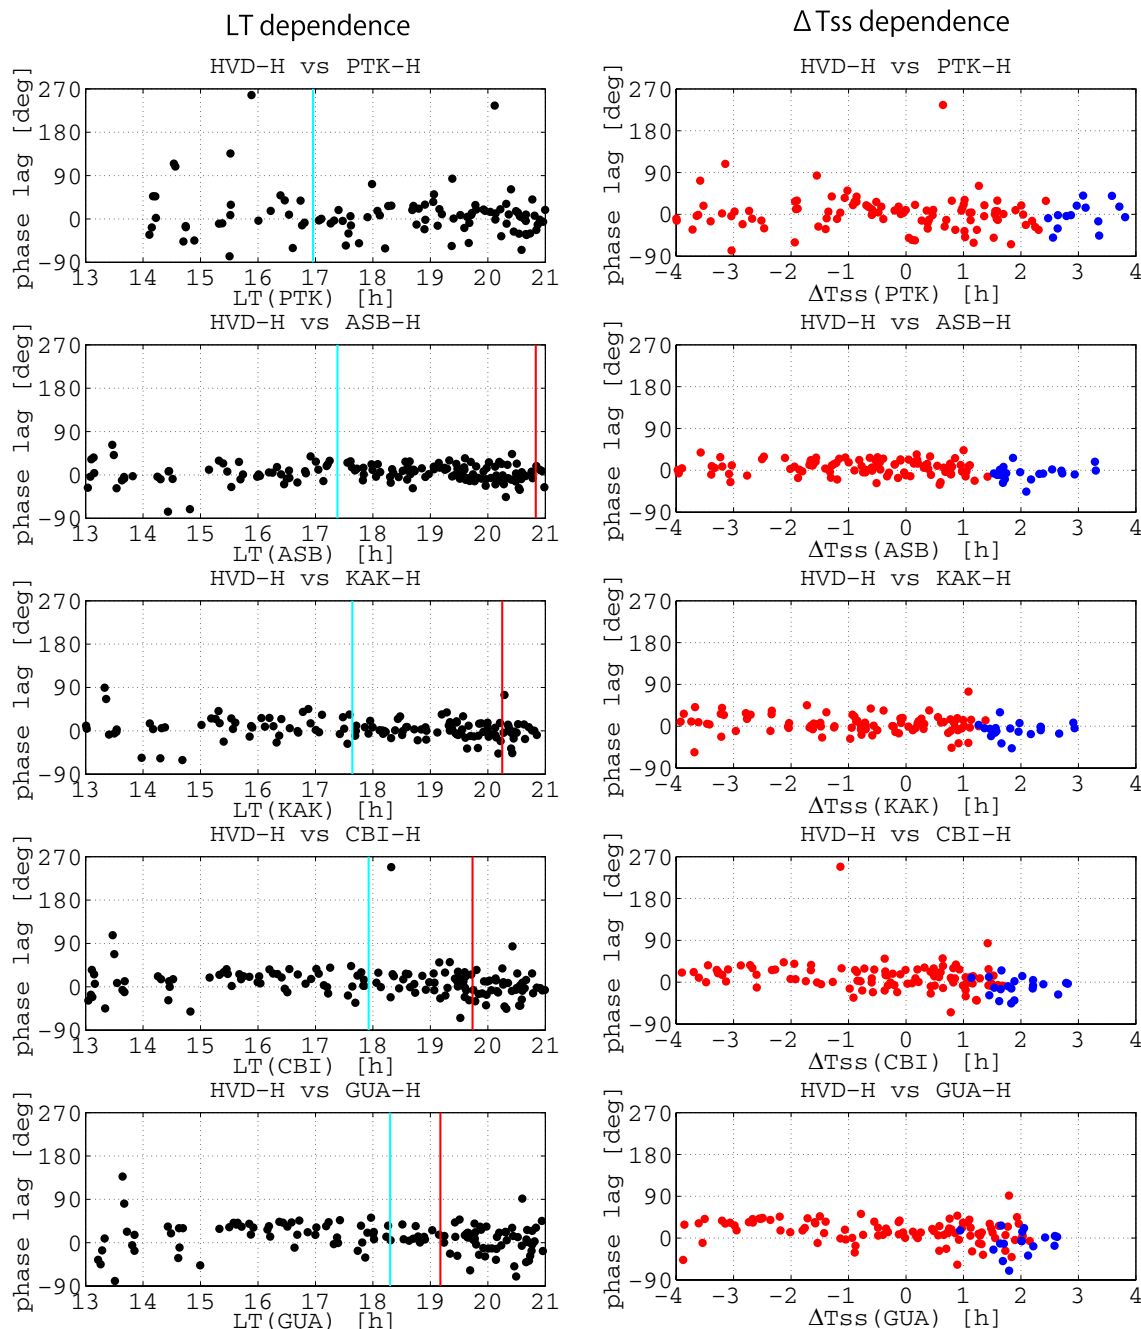 LT dependence
HVD-H vs PTK-H
phase lag [deg]
270
180
90
0
-90
13 14 15 16 17 18 19 20 21
LT(PTK) [h]
HVD-H vs ASB-H
phase lag [deg]
270
180
90
0
-90
13 14 15 16 17 18 19 20 21
LT(ASB) [h]
HVD-H vs KAK-H
phase lag [deg]
270
180
90
0
-90
13 14 15 16 17 18 19 20 21
LT(KAK) [h]
HVD-H vs CBI-H
phase lag [deg]
270
180
90
0
-90
13 14 15 16 17 18 19 20 21
LT(CBI) [h]
HVD-H vs GUA-H
phase lag [deg]
270
180
90
0
-90
13 14 15 16 17 18 19 20 21
LT(GUA) [h]
ΔTss dependence
HVD-H vs PTK-H
phase lag [deg]
270
180
90
0
-90
-4 -3 -2 -1 0 1 2 3 4
ΔTss(PTK) [h]
HVD-H vs ASB-H
phase lag [deg]
270
180
90
0
-90
-4 -3 -2 -1 0 1 2 3 4
ΔTss(ASB) [h]
HVD-H vs KAK-H
phase lag [deg]
270
180
90
0
-90
-4 -3 -2 -1 0 1 2 3 4
ΔTss(KAK) [h]
HVD-H vs CBI-H
phase lag [deg]
270
180
90
0
-90
-4 -3 -2 -1 0 1 2 3 4
ΔTss(CBI) [h]
HVD-H vs GUA-H
phase lag [deg]
270
180
90
0
-90
-4 -3 -2 -1 0 1 2 3 4
ΔTss(GUA) [h]